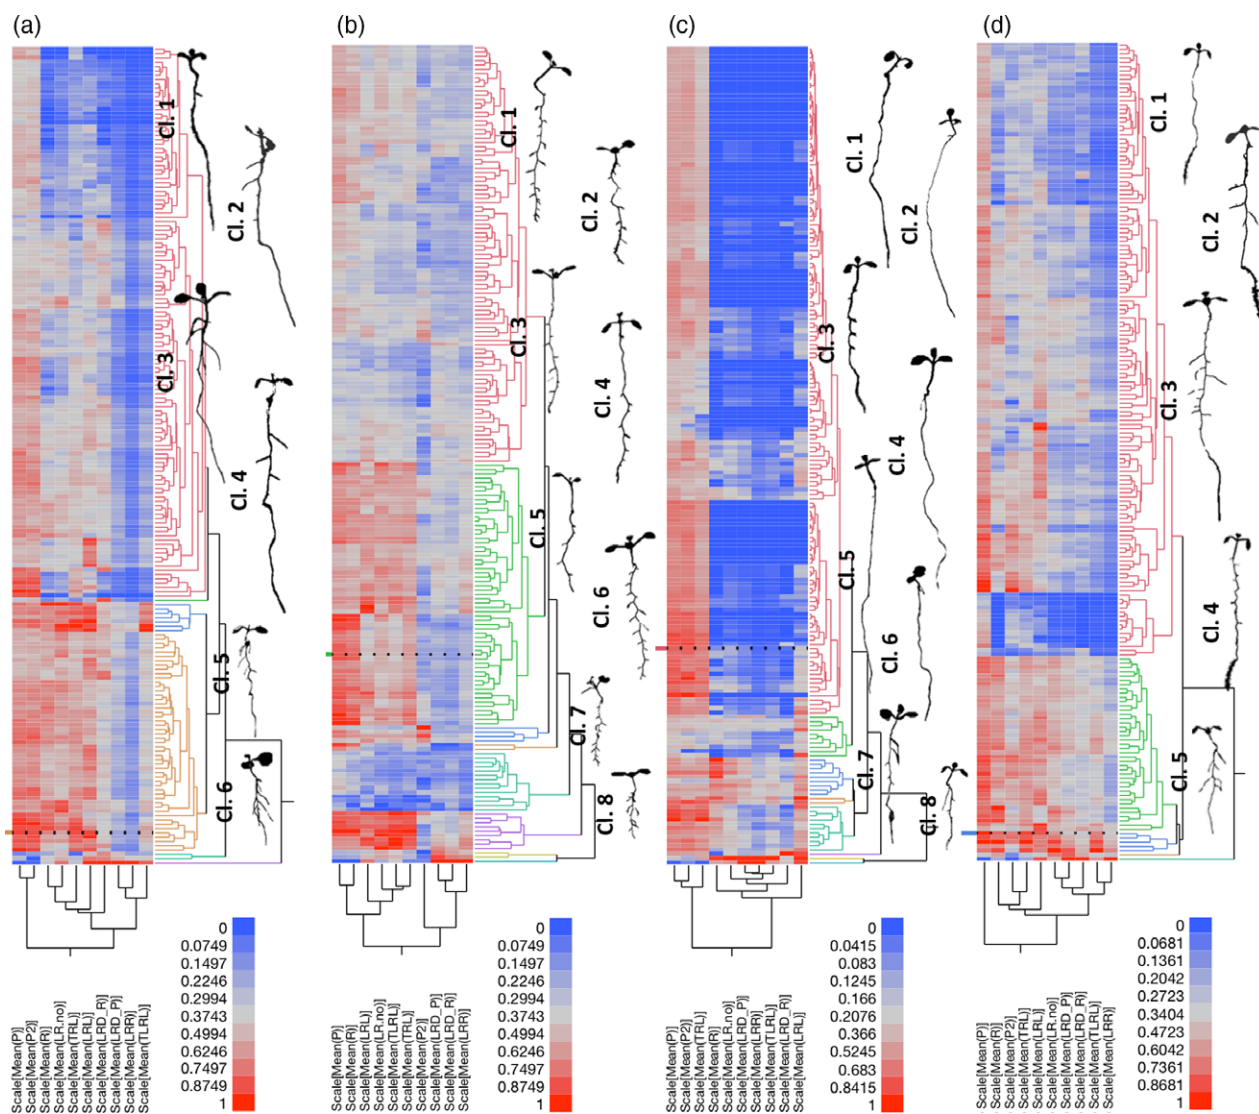 (a)
(b)
(c)
(d)
Cl. 1
Cl. 2
Cl. 3
Cl. 4
Cl. 5
Cl. 6
Cl. 1
Cl. 2
Cl. 3
Cl. 4
Cl. 5
Cl. 6
Cl. 7
Cl. 8
Cl. 1
Cl. 2
Cl. 3
Cl. 4
Cl. 5
Cl. 6
Cl. 7
Cl. 8
Cl. 1
Cl. 2
Cl. 3
Cl. 4
Cl. 5
0
0.0749
0.1497
0.2246
0.2994
0.3743
0.4994
0.6246
0.7497
0.8749
1
0
0.0749
0.1497
0.2246
0.2994
0.3743
0.4994
0.6246
0.7497
0.8749
1
0
0.0415
0.083
0.1245
0.166
0.2076
0.366
0.5245
0.683
0.8415
1
0
0.0681
0.1361
0.2042
0.2723
0.3404
0.4723
0.6042
0.7361
0.8681
1
Scale[Mean(P)]
Scale[Mean(P2)]
Scale[Mean(R)]
Scale[Mean(LR.no)]
Scale[Mean(TRL)]
Scale[Mean(LRL)]
Scale[Mean(LRD_R)]
Scale[Mean(LRD_P)]
Scale[Mean(LRR)]
Scale[Mean(TLRL)]
Scale[Mean(P)]
Scale[Mean(R)]
Scale[Mean(LRL)]
Scale[Mean(LR.no)]
Scale[Mean(TLRL)]
Scale[Mean(TRL)]
Scale[Mean(P2)]
Scale[Mean(LRD_P)]
Scale[Mean(LRD_R)]
Scale[Mean(LRR)]
Scale[Mean(P)]
Scale[Mean(P2)]
Scale[Mean(TRL)]
Scale[Mean(R)]
Scale[Mean(LR.no)]
Scale[Mean(LRD_P)]
Scale[Mean(LRR)]
Scale[Mean(TLRL)]
Scale[Mean(LRD_R)]
Scale[Mean(LRL)]
Scale[Mean(P)]
Scale[Mean(R)]
Scale[Mean(P2)]
Scale[Mean(TRL)]
Scale[Mean(LRL)]
Scale[Mean(LR.no)]
Scale[Mean(LRD_P)]
Scale[Mean(LRD_R)]
Scale[Mean(TLRL)]
Scale[Mean(LRR)]